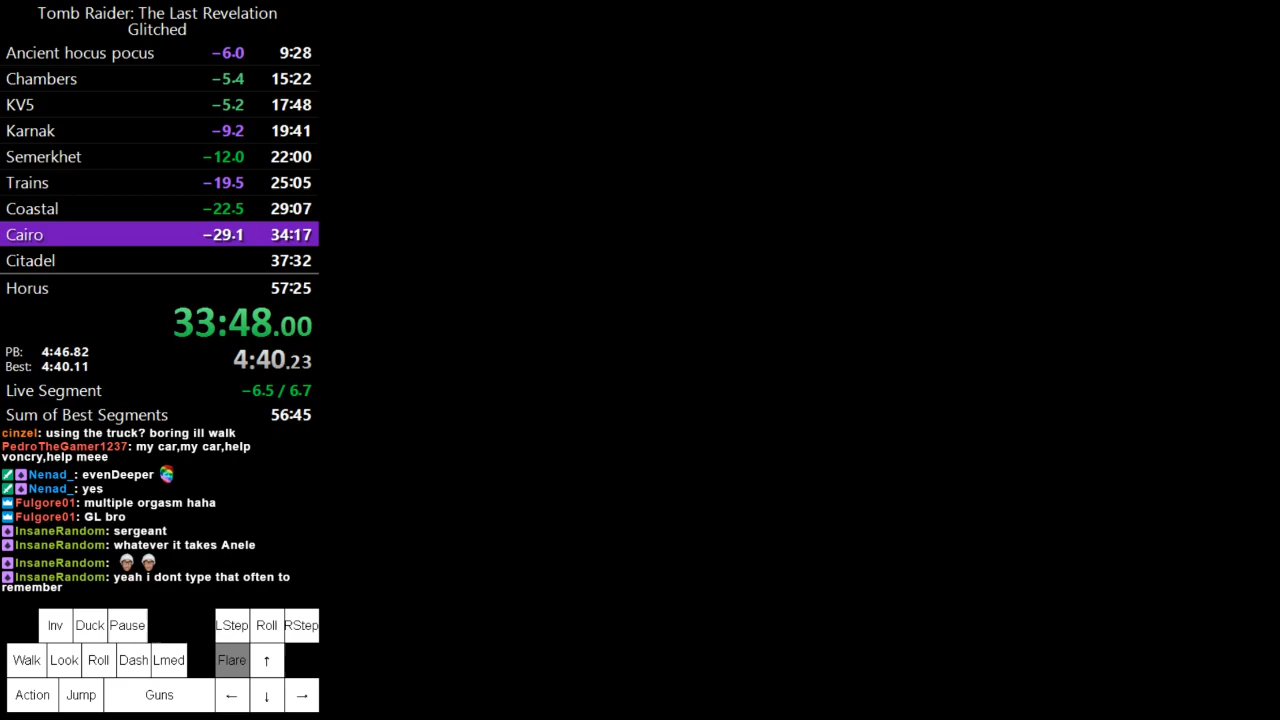 Tomb Raider: The Last Revelation
Glitched
Ancient hocus pocus −6.0 9:28
Chambers −5.4 15:22
KV5 −5.2 17:48
Karnak −9.2 19:41
Semerkhet −12.0 22:00
Trains −19.5 25:05
Coastal −22.5 29:07
Cairo −29.1 34:17
Citadel 37:32
Horus 57:25
33:48.00
PB: 4:46.82
Best: 4:40.11
4:40.23
Live Segment −6.5 / 6.7
Sum of Best Segments 56:45
cinzel: using the truck? boring ill walk
PedroTheGamer1237: my car,my car,help
voncry,help meee
Nenad_: evenDeeper
Nenad_: yes
Fulgore01: multiple orgasm haha
Fulgore01: GL bro
InsaneRandom: sergeant
InsaneRandom: whatever it takes Anele
InsaneRandom:
InsaneRandom: yeah i dont type that often to
remember
Inv Duck Pause LStep Roll RStep
Walk Look Roll Dash Lmed Flare ↑
Action Jump Guns ← ↓ →